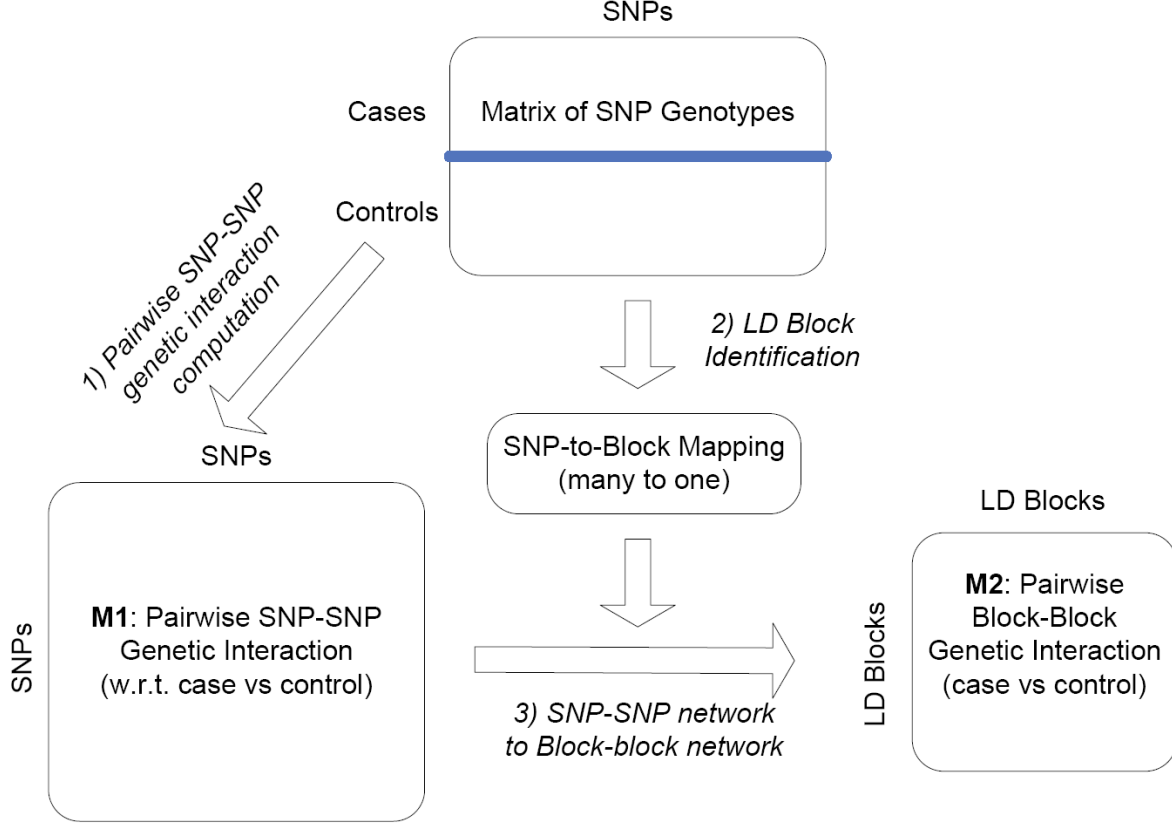 SNPs
Cases
Matrix of SNP Genotypes
Controls
1) Pairwise SNP-SNP
genetic interaction
computation
2) LD Block
Identification
SNPs
SNP-to-Block Mapping
(many to one)
LD Blocks
SNPs
M1: Pairwise SNP-SNP
Genetic Interaction
(w.r.t. case vs control)
LD Blocks
M2: Pairwise
Block-Block
Genetic Interaction
(case vs control)
3) SNP-SNP network
to Block-block network